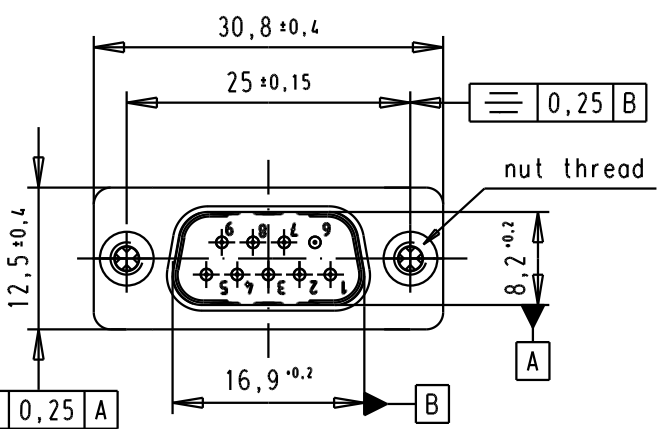 30,8 ±0,4
25 ±0,15
0,25 B
nut thread
12,5 ±0,4
9 8 7 6
5 4 3 2 1
8,2 +0,2
A
16,9 +0,2
B
0,25 A